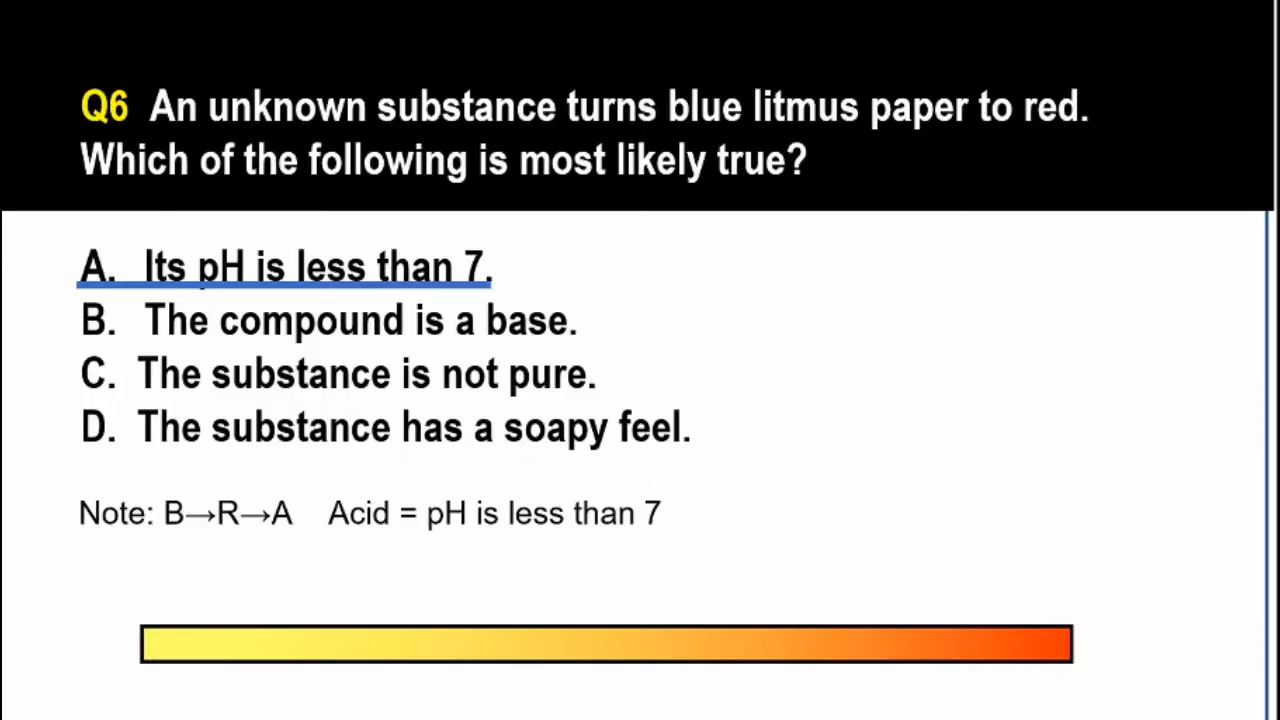 Q6 An unknown substance turns blue litmus paper to red.
Which of the following is most likely true?
A. Its pH is less than 7.
B. The compound is a base.
C. The substance is not pure.
D. The substance has a soapy feel.
Note: B→R→A Acid = pH is less than 7